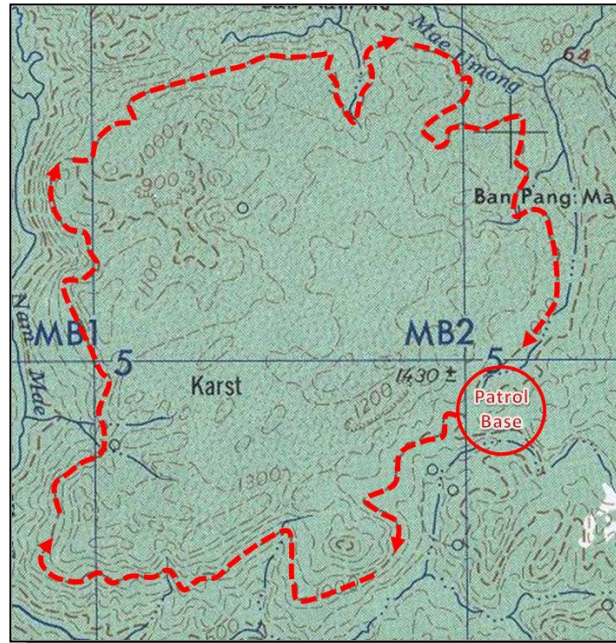 800
64
Mae Umong
1000
900
1100
Ban Pang Ma
Nam Mae
MB1
5
MB2
5
1430 ±
Karst
1200
Patrol
Base
1300